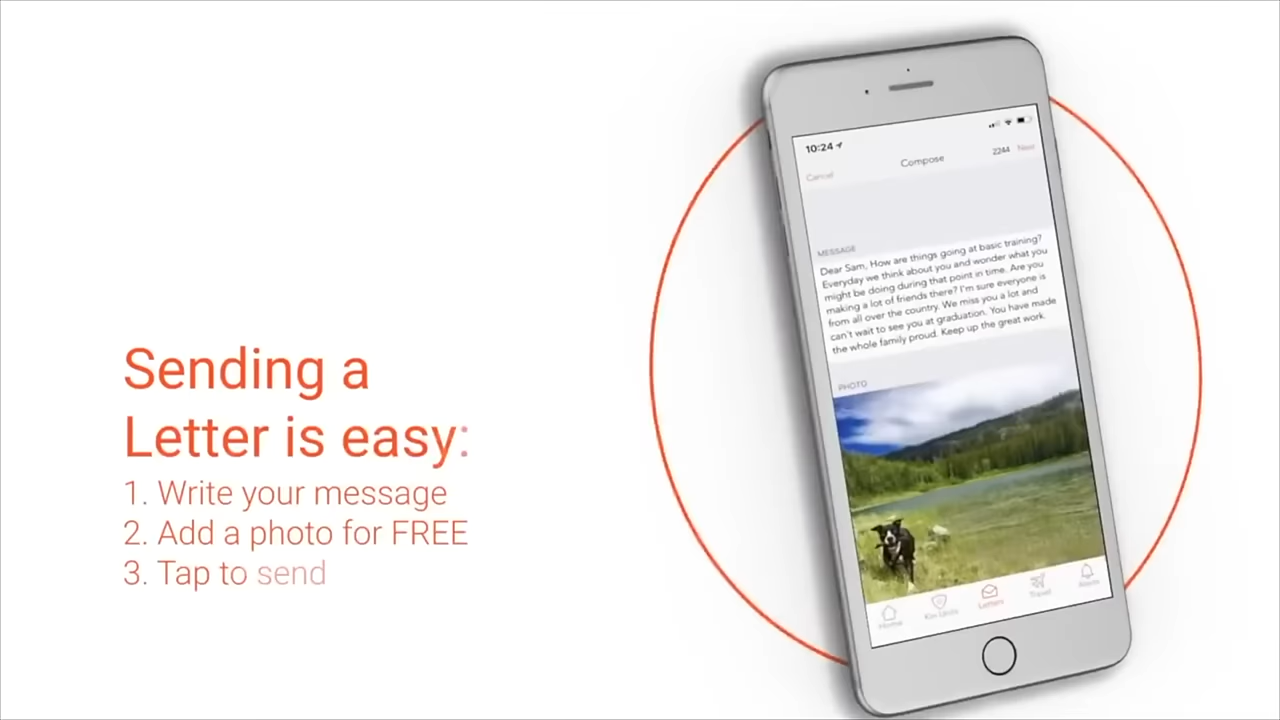 Sending a
Letter is easy:
1. Write your message
2. Add a photo for FREE
3. Tap to send
10:24
Cancel
Compose
2244
MESSAGE
Dear Sam, How are things going at basic training?
Everyday we think about you and wonder what you
might be doing during that point in time. Are you
making a lot of friends there? I'm sure everyone is
from all over the country. We miss you a lot and
can't wait to see you at graduation. You have made
the whole family proud. Keep up the great work.
PHOTO
Home
Letters
Travel